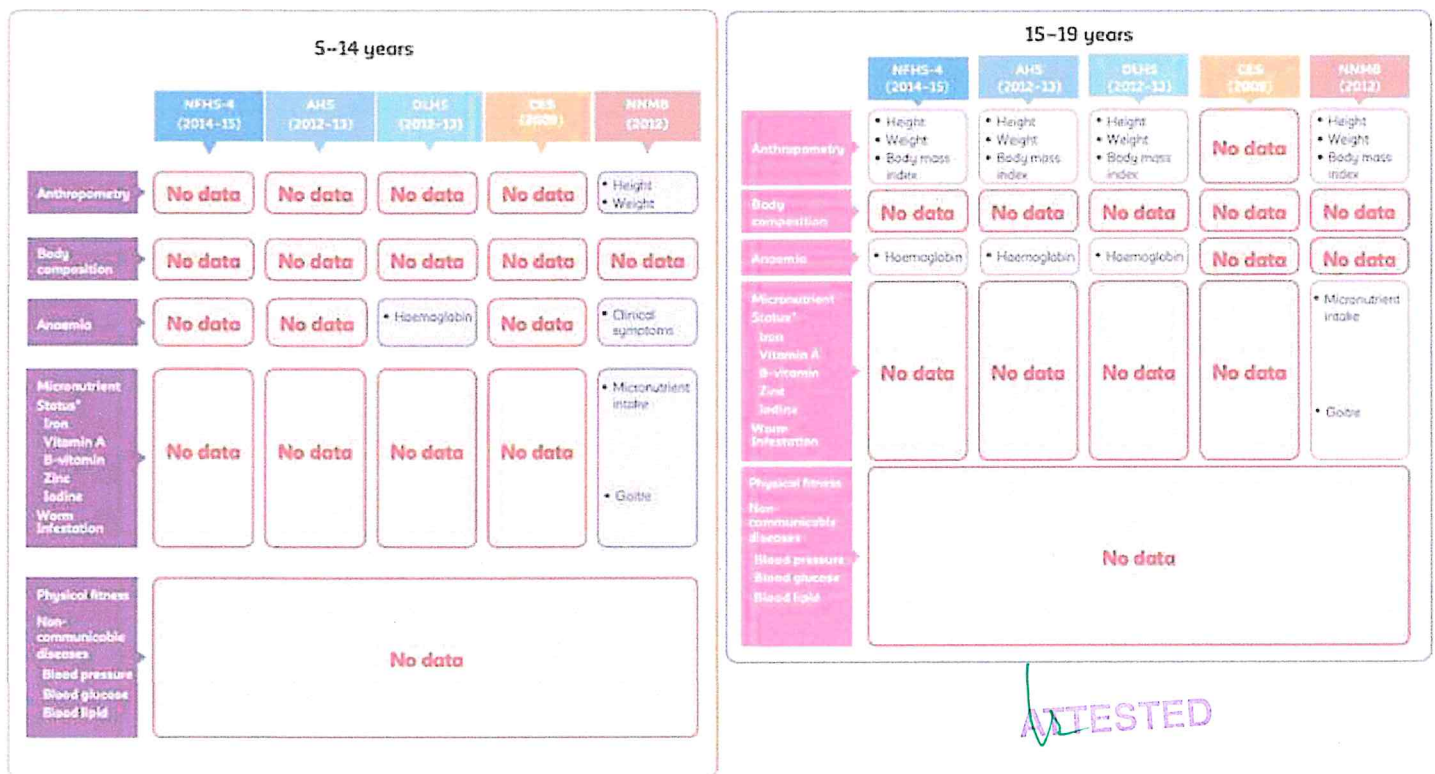 5–14 years
NFHS-4
(2014–15)
AHS
(2012–13)
DLHS
(2012–13)
CES
(2009)
NNMB
(2012)
Anthropometry
No data
No data
No data
No data
• Height
• Weight
Body
composition
No data
No data
No data
No data
No data
Anaemia
No data
No data
• Haemoglobin
No data
• Clinical
symptoms
Micronutrient
Status*
Iron
Vitamin A
B-vitamin
Zinc
Iodine
Worm
Infestation
No data
No data
No data
No data
• Micronutrient
intake
• Goitre
Physical fitness
Non-
communicable
diseases
Blood pressure
Blood glucose
Blood lipid
No data
15–19 years
NFHS-4
(2014–15)
AHS
(2012–13)
DLHS
(2012–13)
CES
(2009)
NNMB
(2012)
Anthropometry
• Height
• Weight
• Body mass
index
• Height
• Weight
• Body mass
index
• Height
• Weight
• Body mass
index
No data
• Height
• Weight
• Body mass
index
Body
composition
No data
No data
No data
No data
No data
Anaemia
• Haemoglobin
• Haemoglobin
• Haemoglobin
No data
No data
Micronutrient
Status*
Iron
Vitamin A
B-vitamin
Zinc
Iodine
Worm
Infestation
No data
No data
No data
No data
• Micronutrient
intake
• Goitre
Physical fitness
Non-
communicable
diseases
Blood pressure
Blood glucose
Blood lipid
No data
ATTESTED